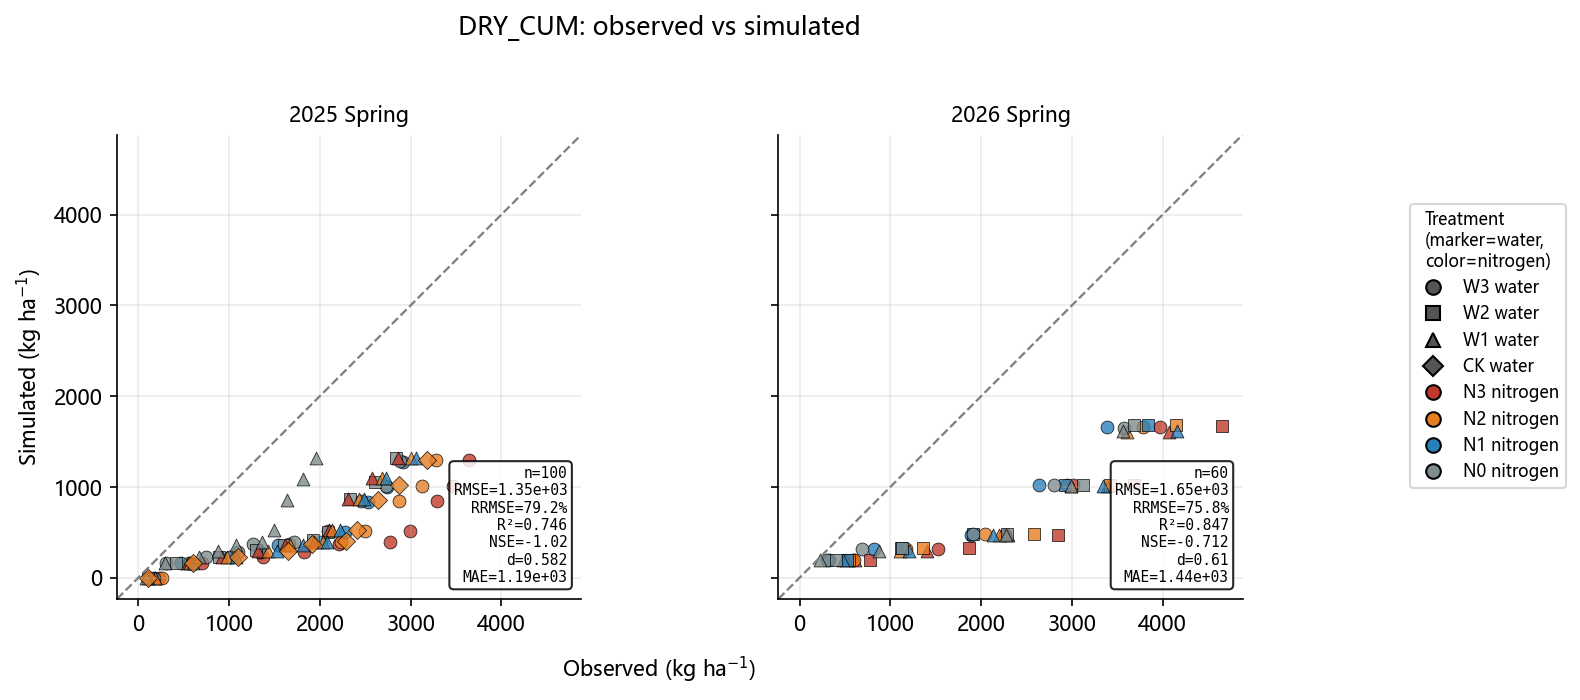 DRY_CUM: observed vs simulated
2025 Spring
2026 Spring
Simulated (kg ha⁻¹)
4000
3000
2000
1000
0
0 1000 2000 3000 4000
n=100
RMSE=1.35e+03
RRMSE=79.2%
R²=0.746
NSE=-1.02
d=0.582
MAE=1.19e+03
0 1000 2000 3000 4000
n=60
RMSE=1.65e+03
RRMSE=75.8%
R²=0.847
NSE=-0.712
d=0.61
MAE=1.44e+03
Observed (kg ha⁻¹)
Treatment
(marker=water,
color=nitrogen)
W3 water
W2 water
W1 water
CK water
N3 nitrogen
N2 nitrogen
N1 nitrogen
N0 nitrogen